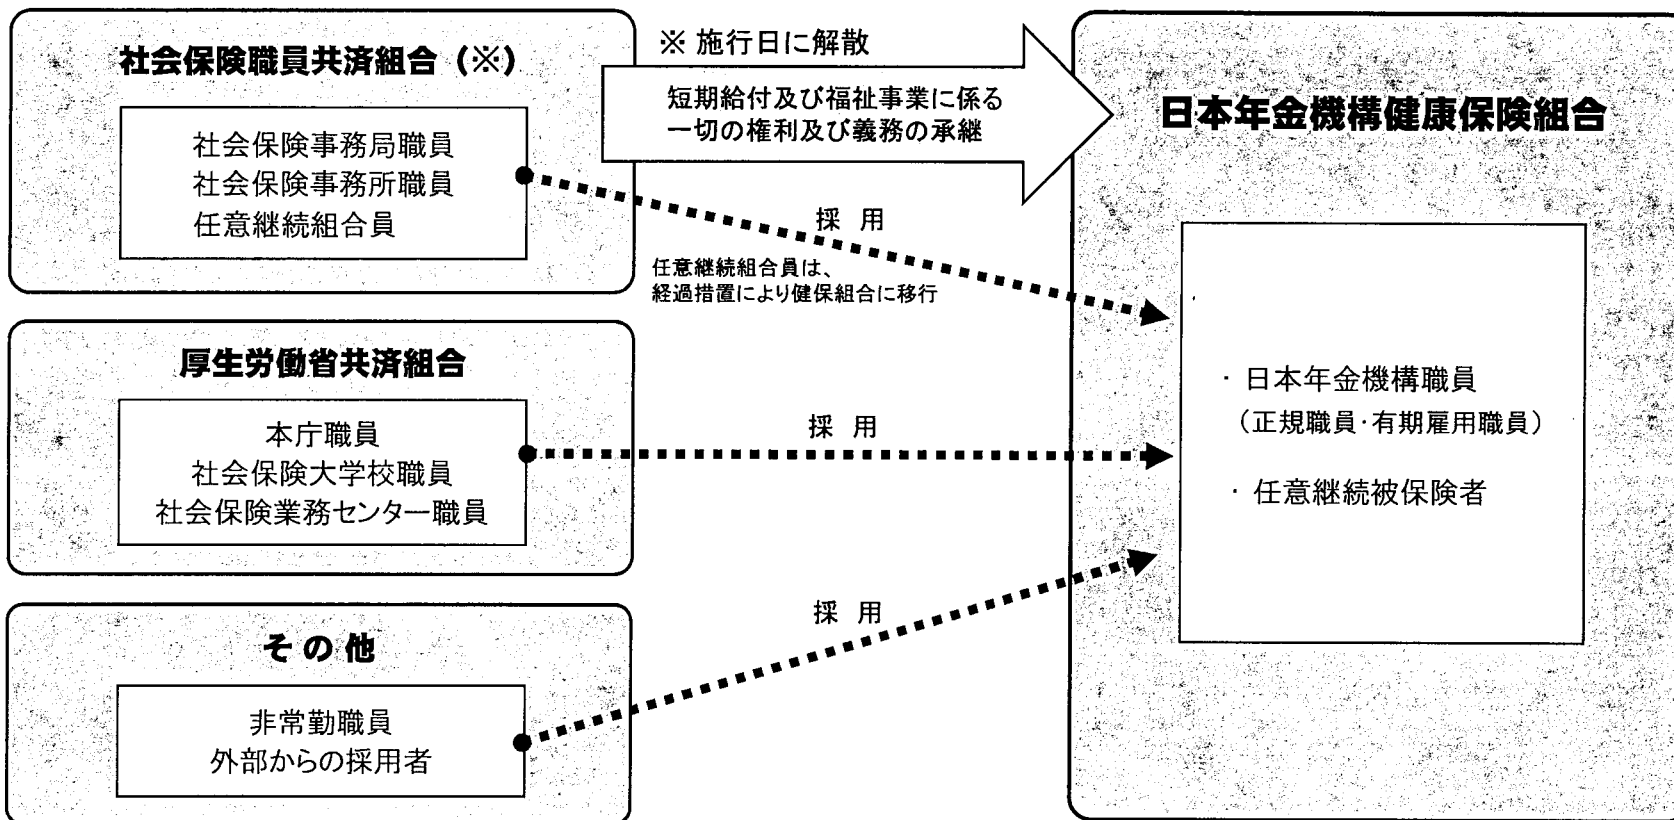 社会保険職員共済組合（※）
社会保険事務局職員
社会保険事務所職員
任意継続組合員
※ 施行日に解散
短期給付及び福祉事業に係る
一切の権利及び義務の承継
採 用
任意継続組合員は、
経過措置により健保組合に移行
厚生労働省共済組合
本庁職員
社会保険大学校職員
社会保険業務センター職員
採 用
その他
非常勤職員
外部からの採用者
採 用
日本年金機構健康保険組合
・ 日本年金機構職員
（正規職員・有期雇用職員）
・ 任意継続被保険者